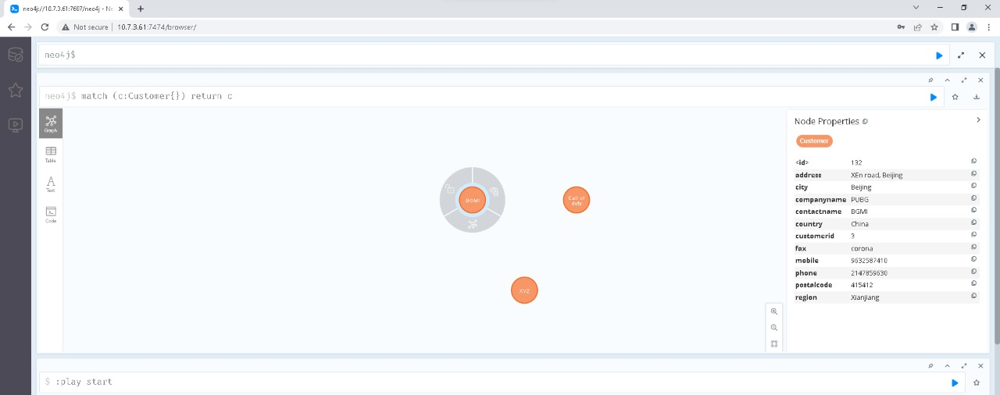 neo4j://10.7.3.61:7687/neo4j - Ne
Not secure | 10.7.3.61:7474/browser/
neo4j$
neo4j$ match (c:Customer{}) return c
Graph
Table
Text
Code
BGMI
Call of
duty
XYZ
Node Properties
Customer
<id> 132
address XEn road, Beijing
city Beijing
companyname PUBG
contactname BGMI
country China
customerid 3
fax corona
mobile 9632587410
phone 2147859630
postalcode 415412
region Xianjiang
$ :play start